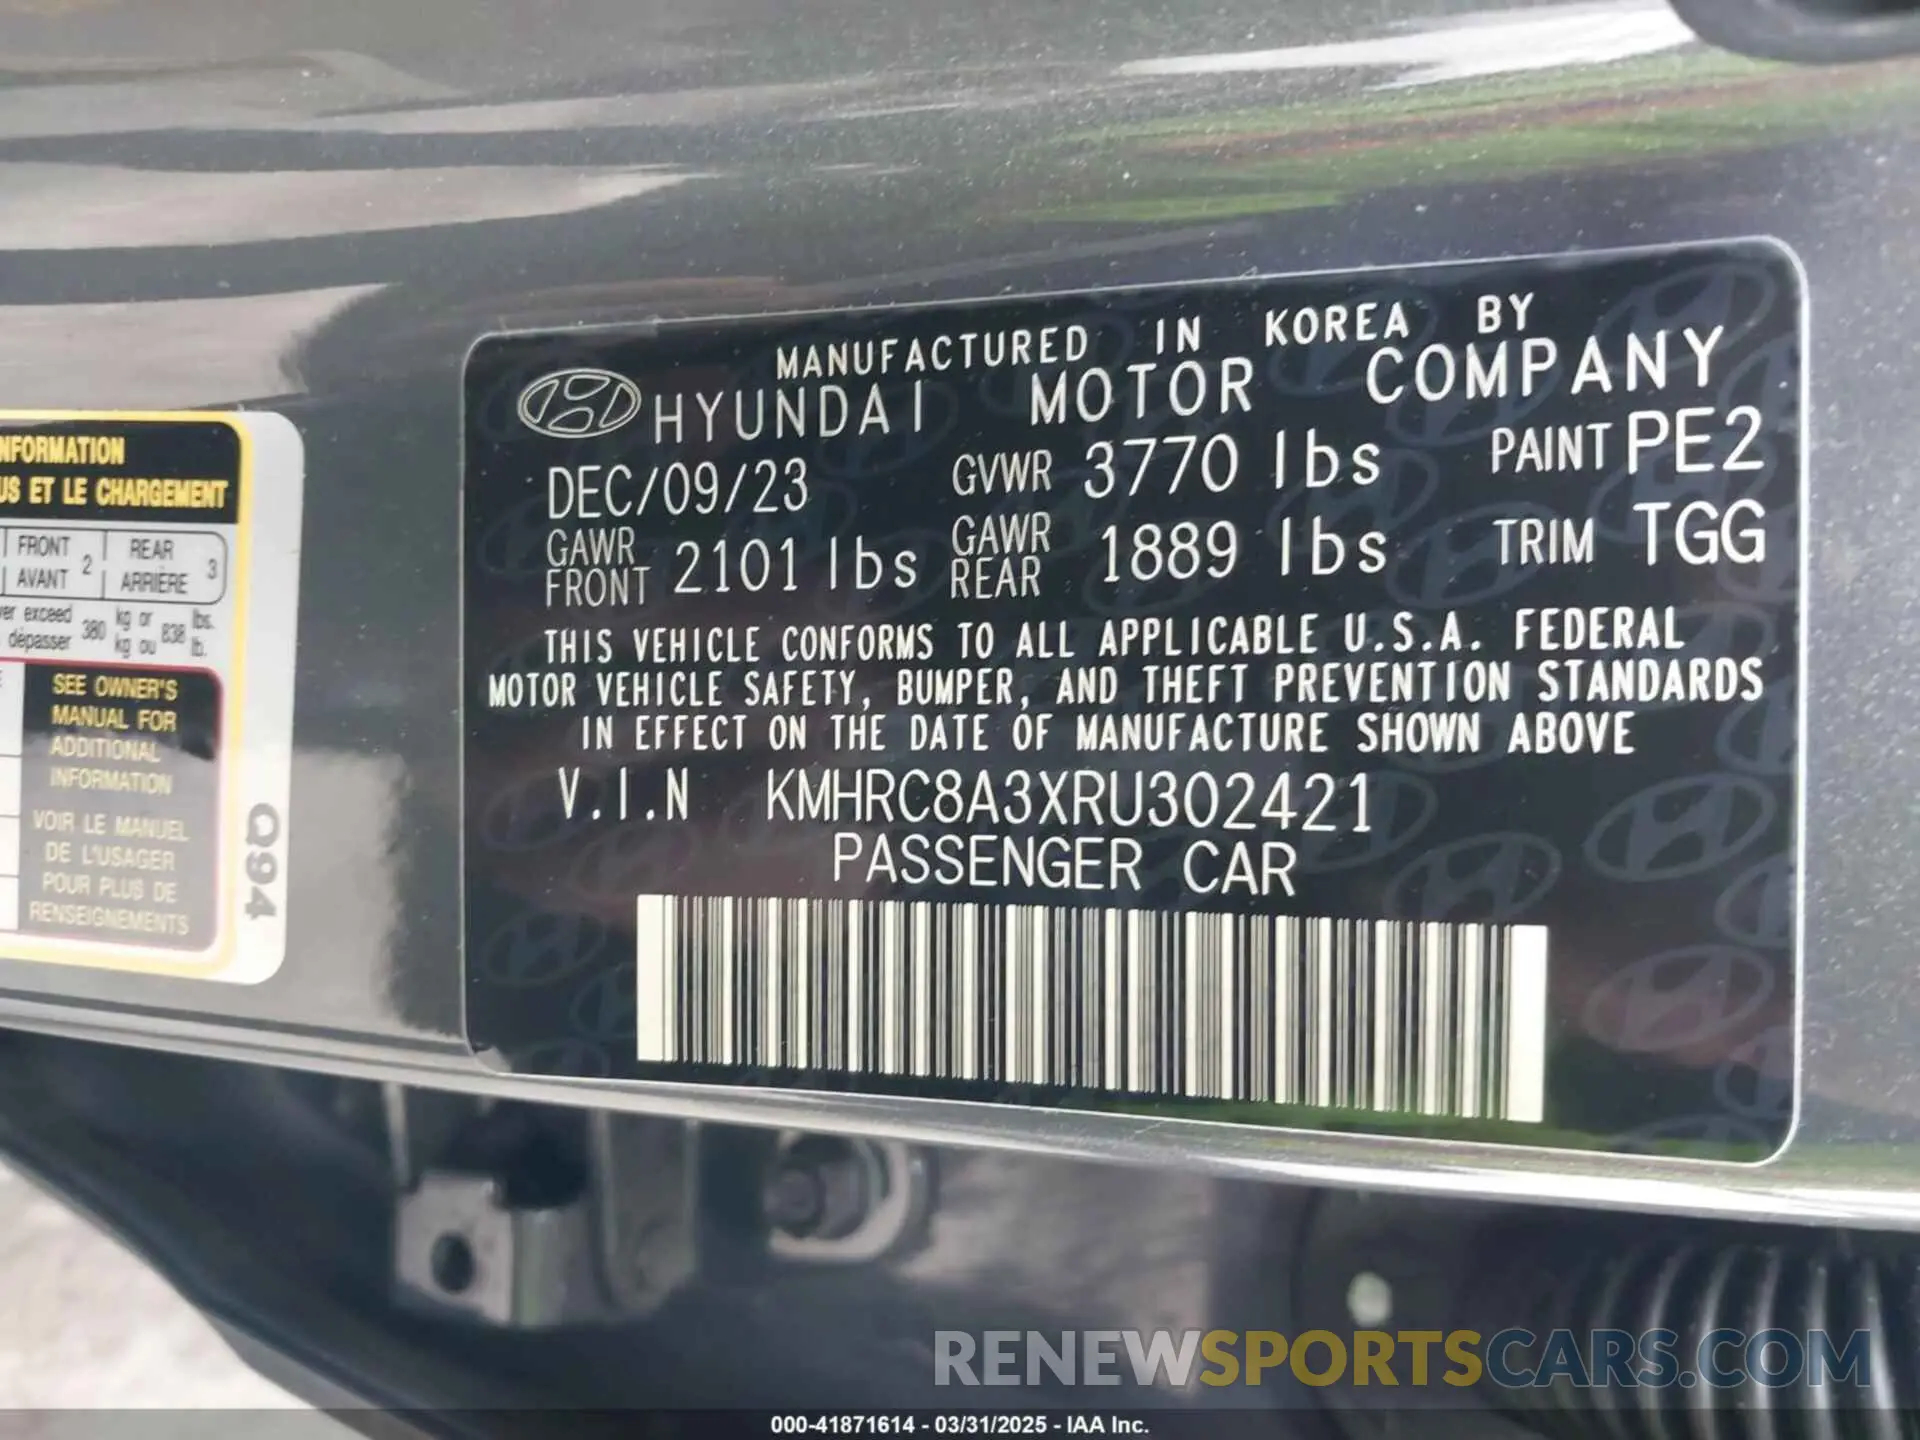 NFORMATION
US ET LE CHARGEMENT
FRONT 2 REAR 3
AVANT ARRIÈRE
exceed 380 kg or 838 lbs.
dépasser kg ou lb.
SEE OWNER'S
MANUAL FOR
ADDITIONAL
INFORMATION
VOIR LE MANUEL
DE L'USAGER
POUR PLUS DE
RENSEIGNEMENTS
Q94
MANUFACTURED IN KOREA BY
HYUNDAI MOTOR COMPANY
DEC/09/23 GVWR 3770 lbs PAINT PE2
GAWR FRONT 2101 lbs GAWR REAR 1889 lbs TRIM TGG
THIS VEHICLE CONFORMS TO ALL APPLICABLE U.S.A. FEDERAL
MOTOR VEHICLE SAFETY, BUMPER, AND THEFT PREVENTION STANDARDS
IN EFFECT ON THE DATE OF MANUFACTURE SHOWN ABOVE
V.I.N KMHRC8A3XRU302421
PASSENGER CAR
RENEWSPORTSCARS.COM
000-41871614 - 03/31/2025 - IAA Inc.